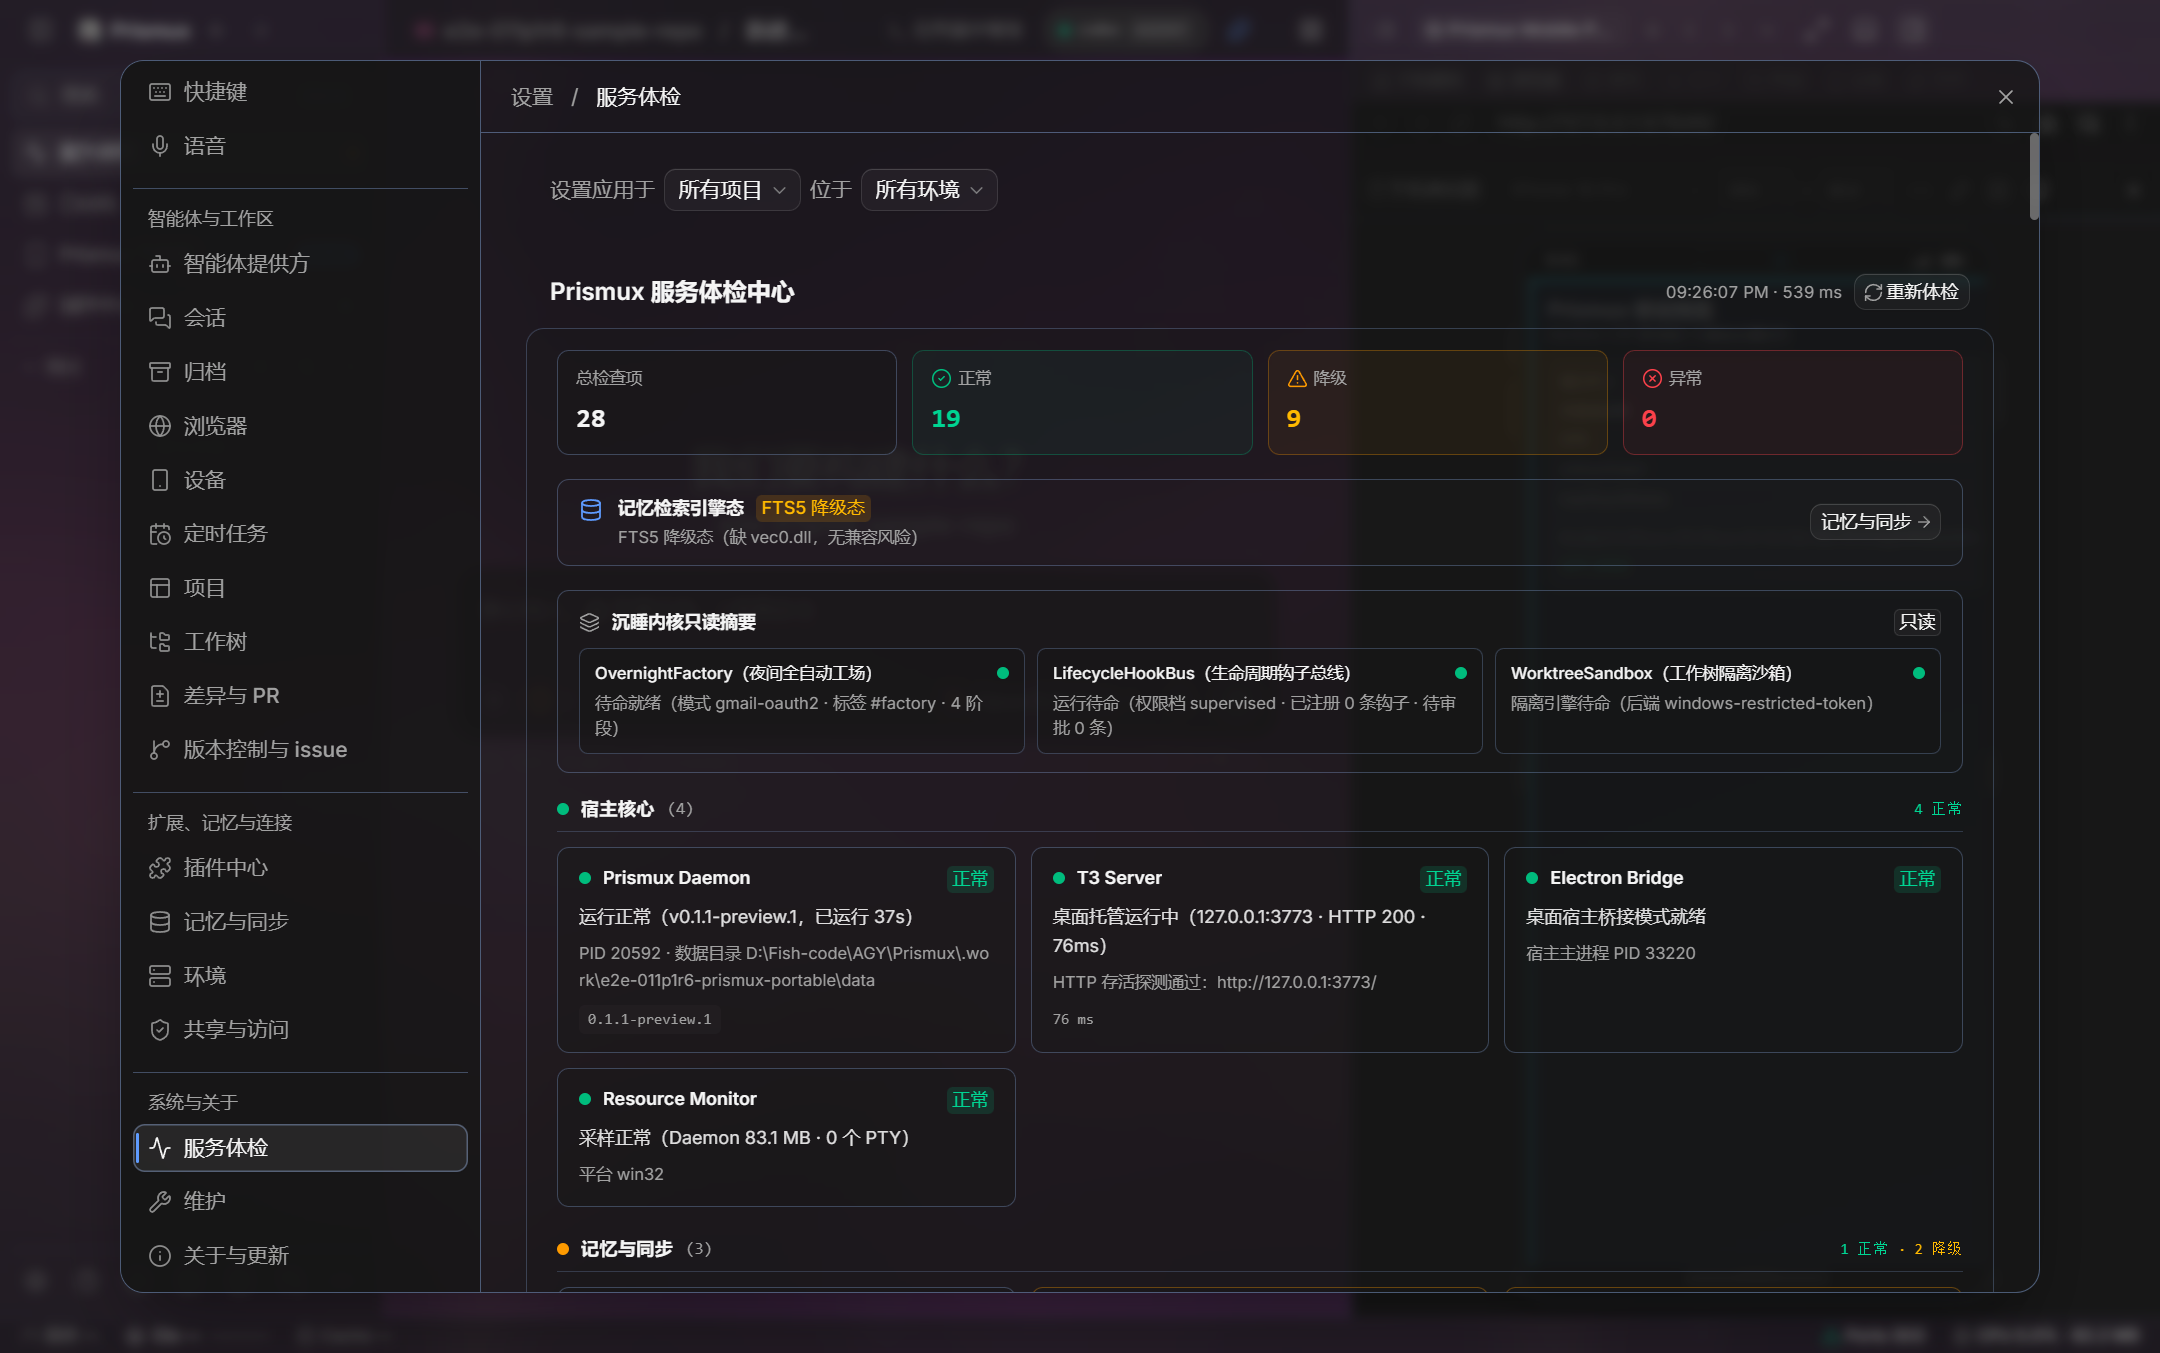 快捷键
语音
智能体与工作区
智能体提供方
会话
归档
浏览器
设备
定时任务
项目
工作树
差异与 PR
版本控制与 issue
扩展、记忆与连接
插件中心
记忆与同步
环境
共享与访问
系统与关于
服务体检
维护
关于与更新
设置 / 服务体检
设置应用于 所有项目 位于 所有环境
Prismux 服务体检中心
09:26:07 PM · 539 ms 重新体检
总检查项
28
正常
19
降级
9
异常
0
记忆检索引擎态 FTS5 降级态
FTS5 降级态（缺 vec0.dll，无兼容风险）
记忆与同步 →
沉睡内核只读摘要
只读
OvernightFactory（夜间全自动工场）
待命就绪（模式 gmail-oauth2 · 标签 #factory · 4 阶
段）
LifecycleHookBus（生命周期钩子总线）
运行待命（权限档 supervised · 已注册 0 条钩子 · 待审
批 0 条）
WorktreeSandbox（工作树隔离沙箱）
隔离引擎待命（后端 windows-restricted-token）
宿主核心 （4）
4 正常
Prismux Daemon 正常
运行正常（v0.1.1-preview.1，已运行 37s）
PID 20592 · 数据目录 D:\Fish-code\AGY\Prismux\.wo
rk\e2e-011p1r6-prismux-portable\data
0.1.1-preview.1
T3 Server 正常
桌面托管运行中（127.0.0.1:3773 · HTTP 200 ·
76ms）
HTTP 存活探测通过：http://127.0.0.1:3773/
76 ms
Electron Bridge 正常
桌面宿主桥接模式就绪
宿主主进程 PID 33220
Resource Monitor 正常
采样正常（Daemon 83.1 MB · 0 个 PTY）
平台 win32
记忆与同步 （3）
1 正常 · 2 降级